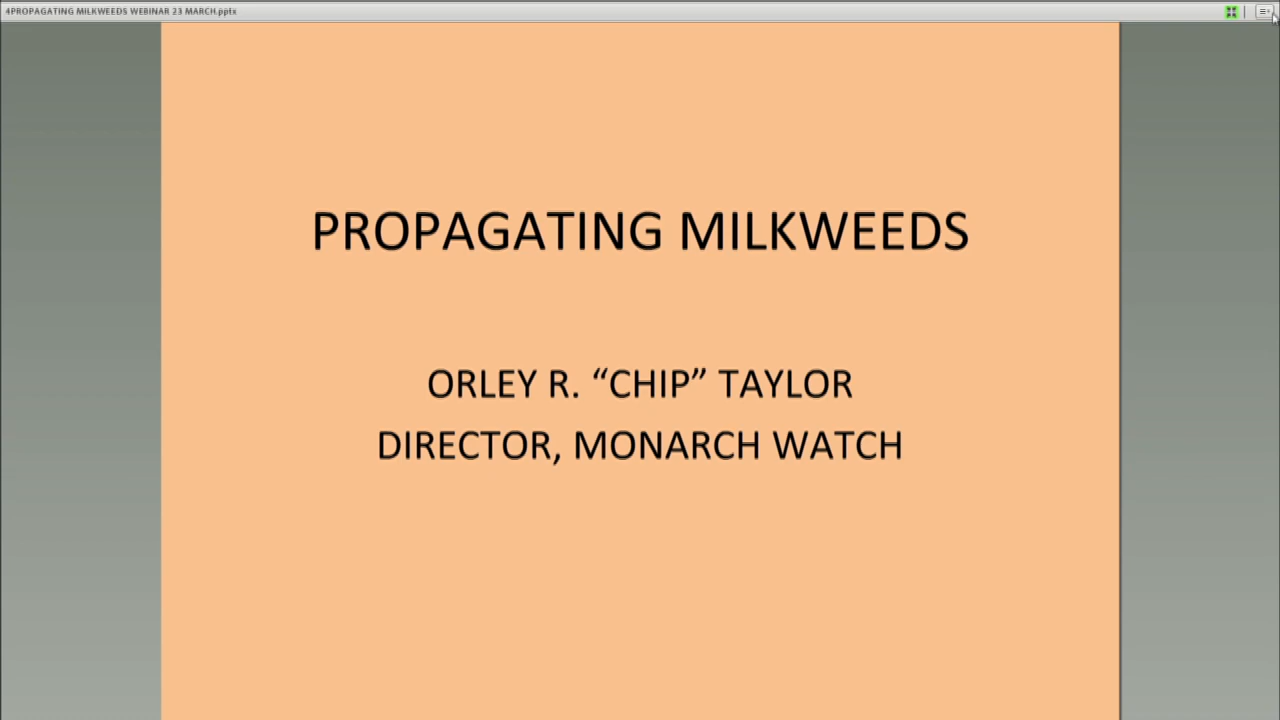 4PROPAGATING MILKWEEDS WEBINAR 23 MARCH.pptx
PROPAGATING MILKWEEDS
ORLEY R. “CHIP” TAYLOR
DIRECTOR, MONARCH WATCH